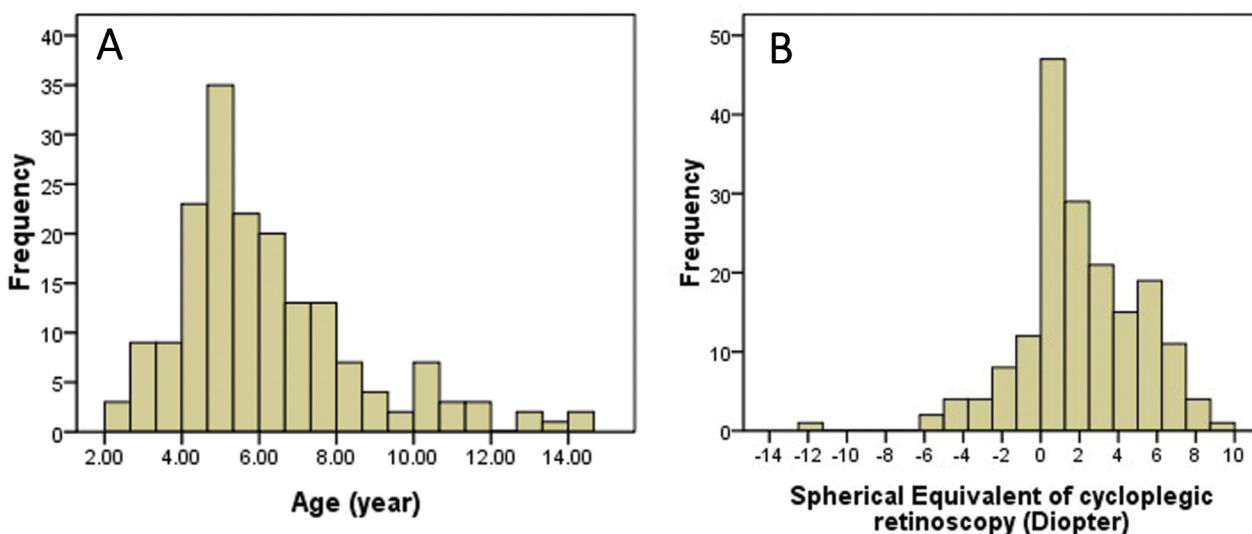 A
Frequency
40
35
30
25
20
15
10
5
0
2.00 4.00 6.00 8.00 10.00 12.00 14.00
Age (year)
B
Frequency
50
40
30
20
10
0
-14 -12 -10 -8 -6 -4 -2 0 2 4 6 8 10
Spherical Equivalent of cycloplegic
retinoscopy (Diopter)